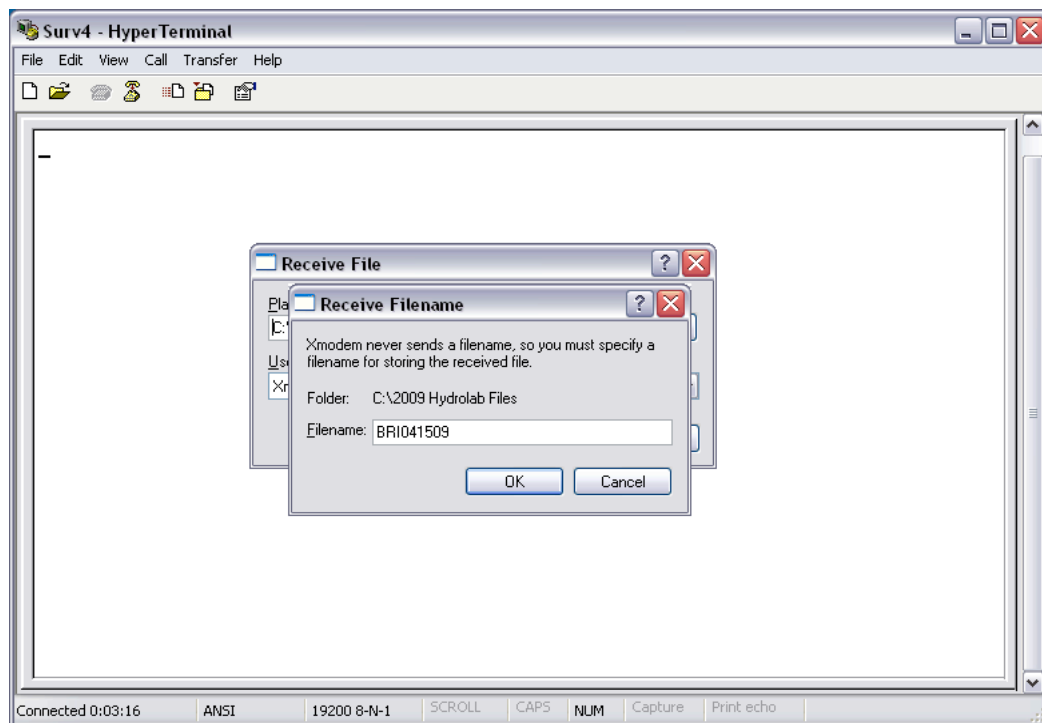 Surv4 - HyperTerminal
File Edit View Call Transfer Help
Receive File
Receive Filename
Xmodem never sends a filename, so you must specify a
filename for storing the received file.
Folder: C:\2009 Hydrolab Files
Filename: BRI041509
OK Cancel
Connected 0:03:16 ANSI 19200 8-N-1 SCROLL CAPS NUM Capture Print echo